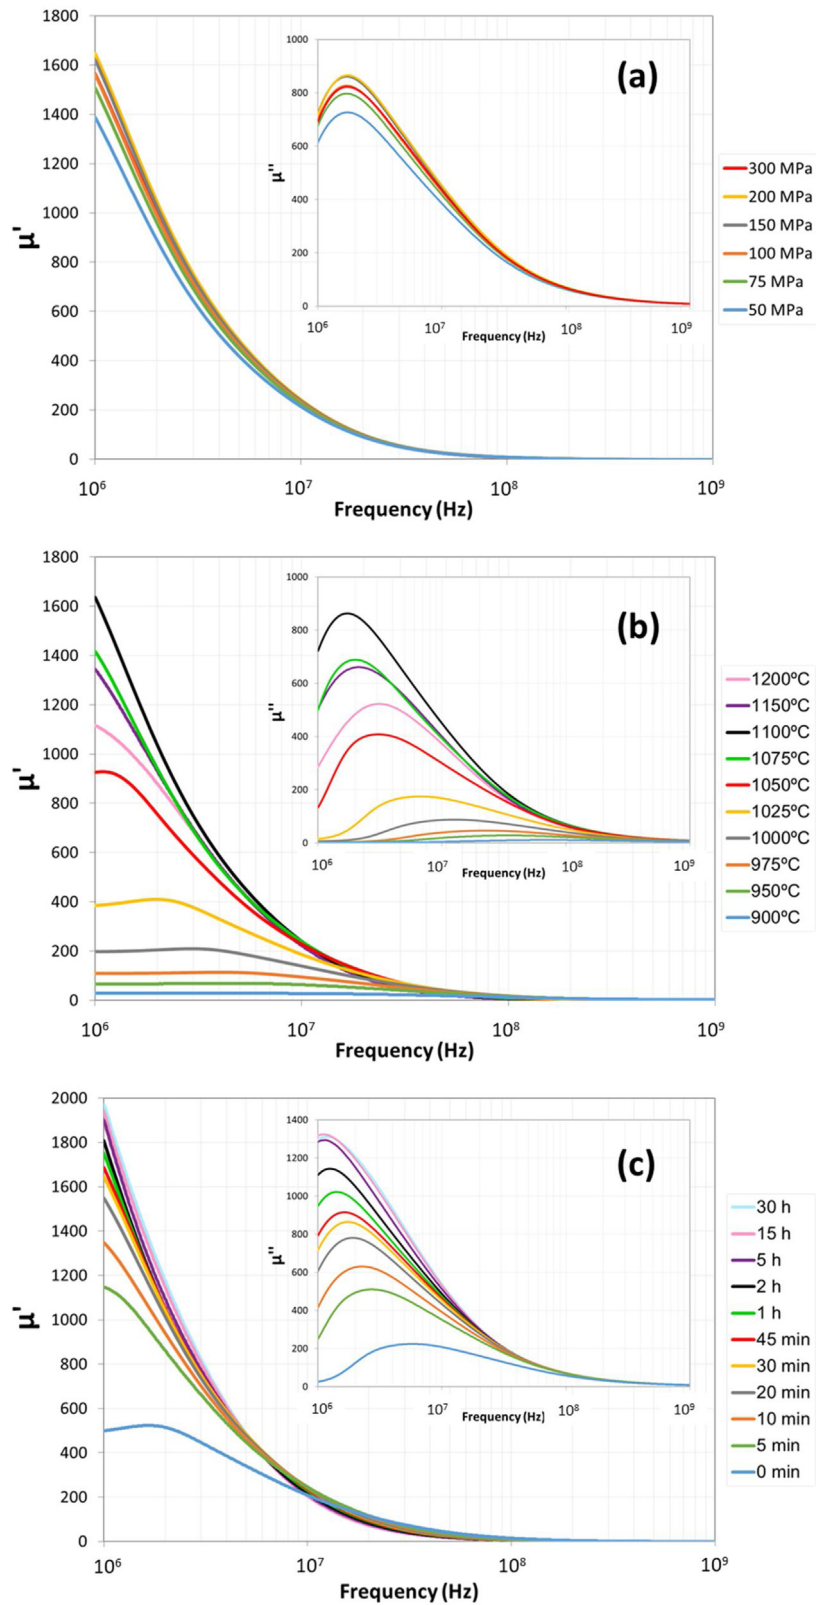 1800
1600
1400
1200
1000
800
600
400
200
0
μ'
10⁶
10⁷
10⁸
10⁹
Frequency (Hz)
(a)
1000
800
600
400
200
0
μ''
10⁶
10⁷
10⁸
10⁹
Frequency (Hz)
300 MPa
200 MPa
150 MPa
100 MPa
75 MPa
50 MPa
1800
1600
1400
1200
1000
800
600
400
200
0
μ'
10⁶
10⁷
10⁸
10⁹
Frequency (Hz)
(b)
1000
800
600
400
200
0
μ''
10⁶
10⁷
10⁸
10⁹
Frequency (Hz)
1200ºC
1150ºC
1100ºC
1075ºC
1050ºC
1025ºC
1000ºC
975ºC
950ºC
900ºC
2000
1800
1600
1400
1200
1000
800
600
400
200
0
μ'
10⁶
10⁷
10⁸
10⁹
Frequency (Hz)
(c)
1400
1200
1000
800
600
400
200
0
μ''
10⁶
10⁷
10⁸
10⁹
Frequency (Hz)
30 h
15 h
5 h
2 h
1 h
45 min
30 min
20 min
10 min
5 min
0 min